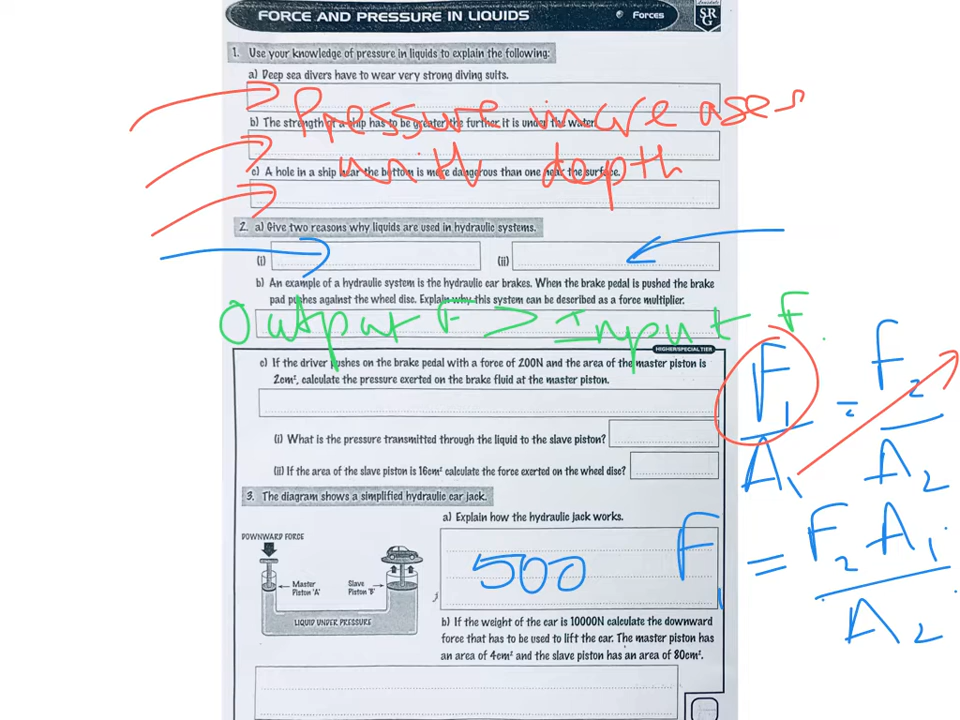 FORCE AND PRESSURE IN LIQUIDS
Forces
SR
G
1. Use your knowledge of pressure in liquids to explain the following:
a) Deep sea divers have to wear very strong diving suits.
Pressure increases
b) The strength of a ship has to be greater the further it is under the water.
with depth
c) A hole in a ship near the bottom is more dangerous than one near the surface.
2. a) Give two reasons why liquids are used in hydraulic systems.
(i)
(ii)
b) An example of a hydraulic system is the hydraulic car brakes. When the brake pedal is pushed the brake
pad pushes against the wheel disc. Explain why this system can be described as a force multiplier.
Output F > Input F
HIGHER/SPECIAL TIER
c) If the driver pushes on the brake pedal with a force of 200N and the area of the master piston is
2cm², calculate the pressure exerted on the brake fluid at the master piston.
F₁/A₁ = F₂/A₂
(i) What is the pressure transmitted through the liquid to the slave piston?
(ii) If the area of the slave piston is 16cm² calculate the force exerted on the wheel disc?
3. The diagram shows a simplified hydraulic car jack.
a) Explain how the hydraulic jack works.
500 F₁ = F₂ A₁/A₂
DOWNWARD FORCE
Master
Piston 'A'
Slave
Piston 'B'
LIQUID UNDER PRESSURE
b) If the weight of the car is 10000N calculate the downward
force that has to be used to lift the car. The master piston has
an area of 4cm² and the slave piston has an area of 80cm².